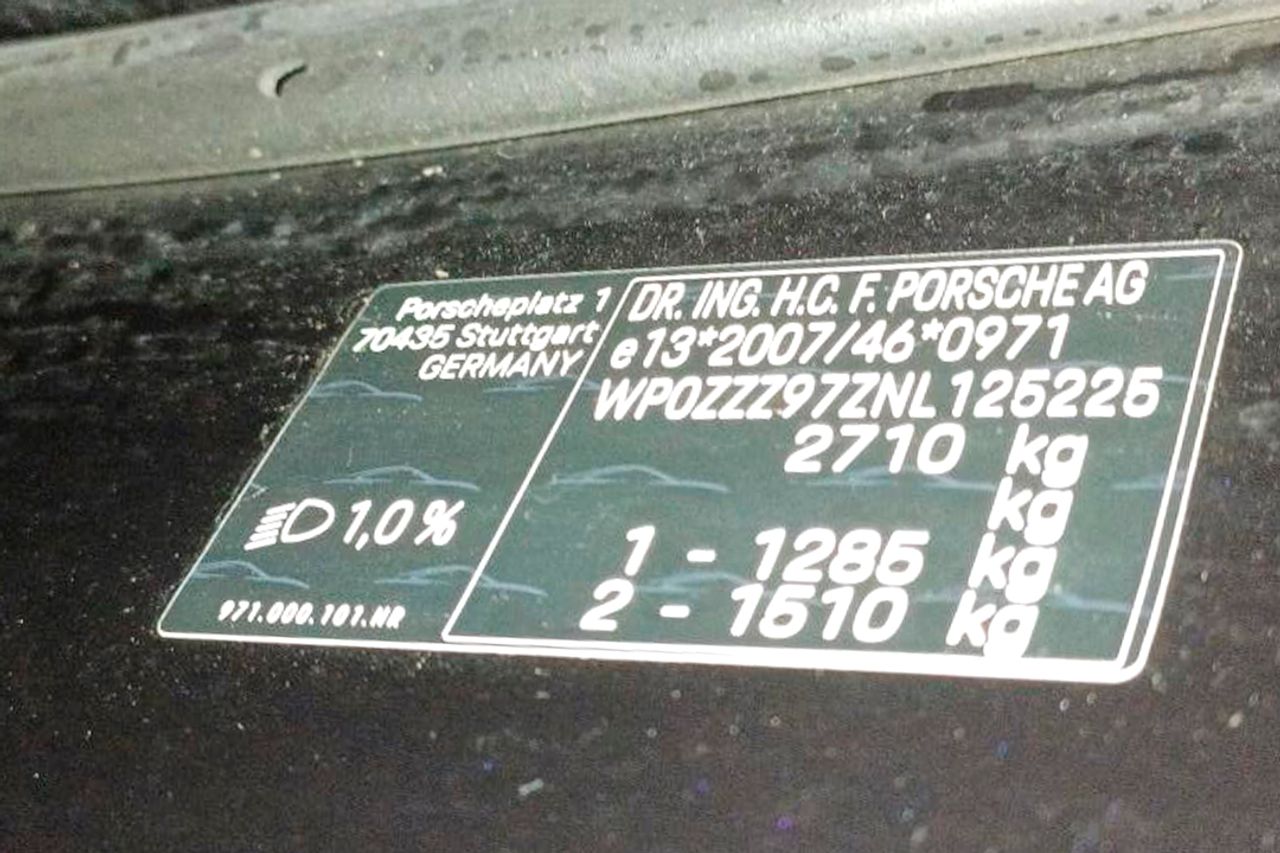 Porscheplatz 1
70435 Stuttgart
GERMANY
1,0 %
971.000.101.NR
DR. ING. H.C. F. PORSCHE AG
e13*2007/46*0971
WP0ZZZ97ZNL125225
2710 kg
kg
1 - 1285 kg
2 - 1510 kg